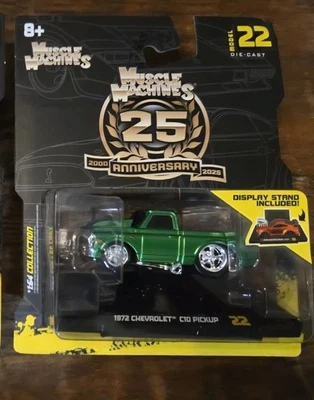 8+
MUSCLE
MACHINES
MODEL
22
DIE-CAST
MUSCLE
MACHINES
25
2000 ANNIVERSARY 2025
DISPLAY STAND
INCLUDED!
1:64 COLLECTION
1972 CHEVROLET™ C10 PICKUP
22